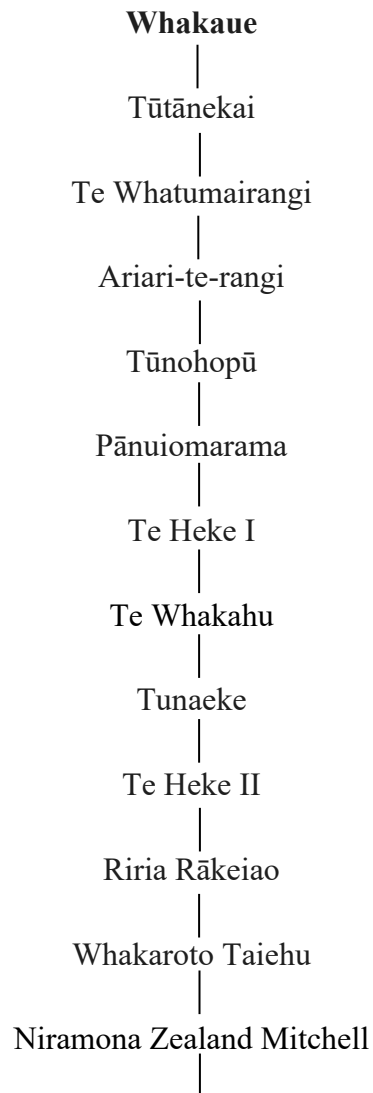 Whakaue
Tūtānekai
Te Whatumairangi
Ariari-te-rangi
Tūnohopū
Pānuiomarama
Te Heke I
Te Whakahu
Tunaeke
Te Heke II
Riria Rākeiao
Whakaroto Taiehu
Niramona Zealand Mitchell